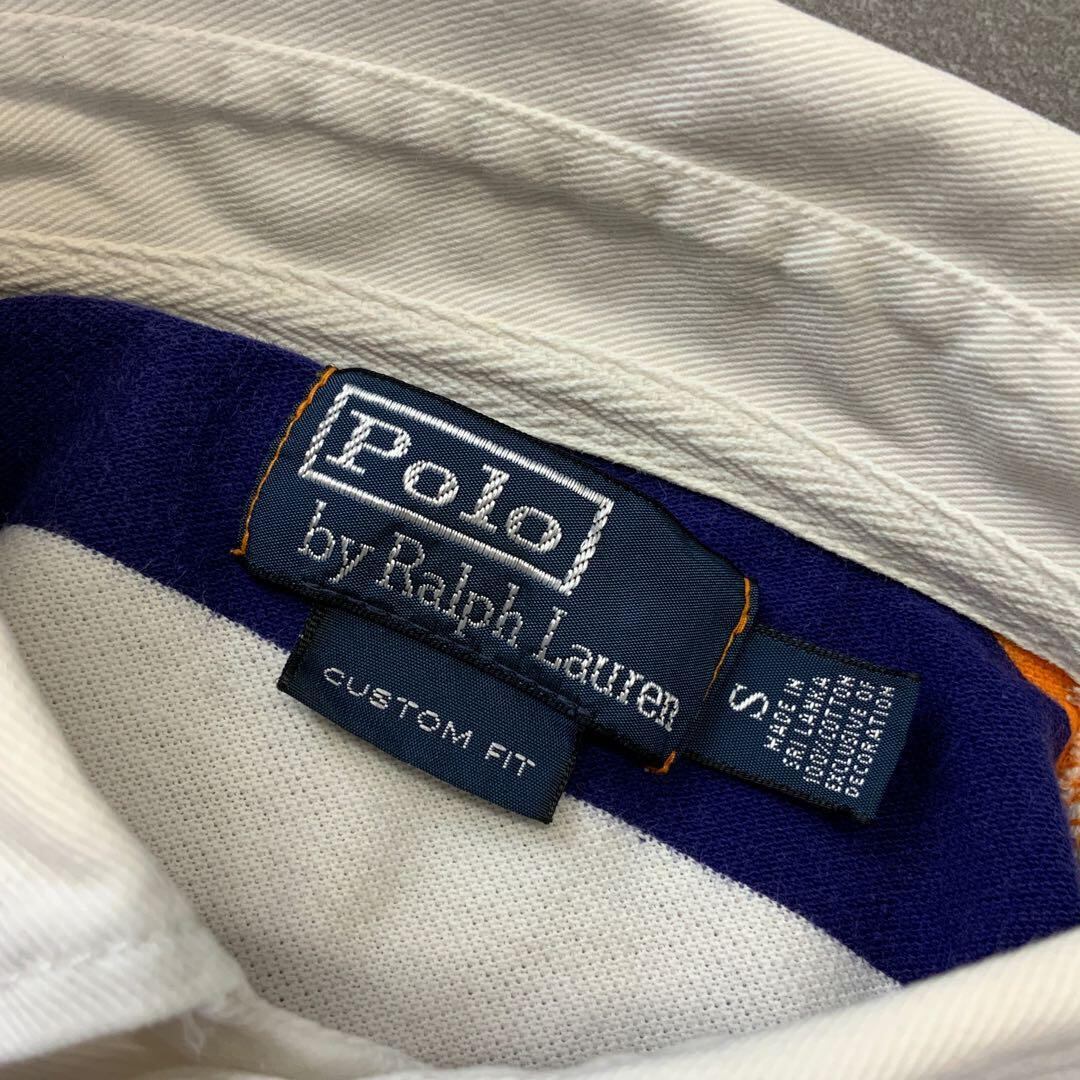 Polo
by Ralph Lauren
CUSTOM FIT
S
MADE IN
SRI LANKA
100% COTTON
EXCLUSIVE OF
DECORATION